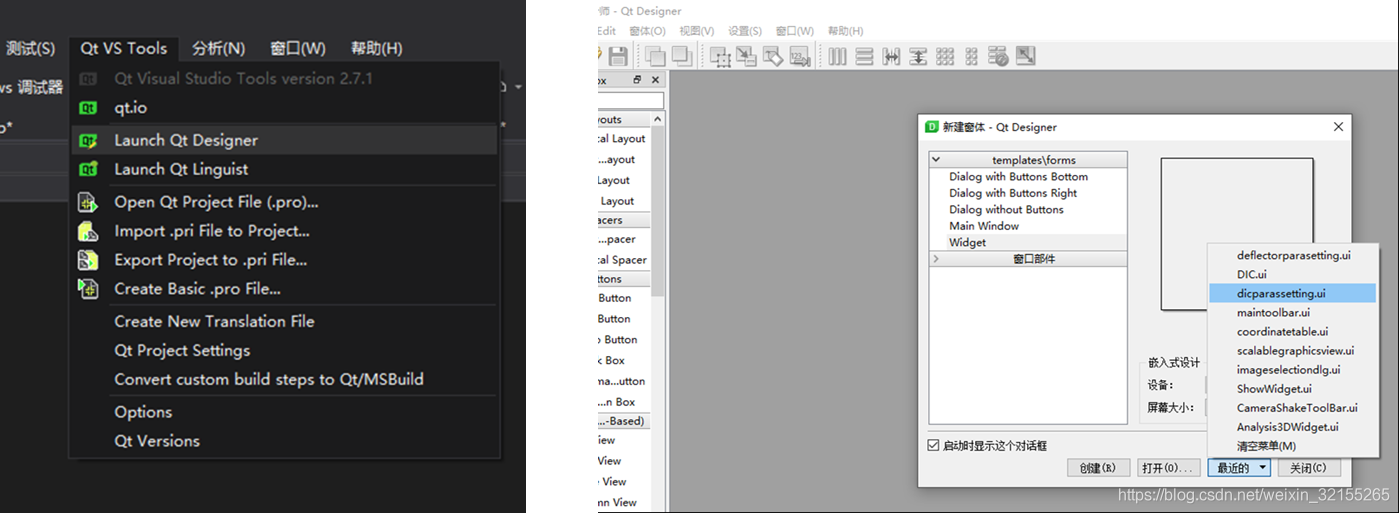 测试(S) Qt VS Tools 分析(N) 窗口(W) 帮助(H)
Qt Visual Studio Tools version 2.7.1
ws 调试器
qt.io
Launch Qt Designer
Launch Qt Linguist
Open Qt Project File (.pro)...
Import .pri File to Project...
Export Project to .pri File...
Create Basic .pro File...
Create New Translation File
Qt Project Settings
Convert custom build steps to Qt/MSBuild
Options
Qt Versions
师 - Qt Designer
Edit 窗体(O) 视图(V) 设置(S) 窗口(W) 帮助(H)
ox
outs
cal Layout
...ayout
Layout
Layout
acers
...pacer
cal Spacer
ttons
Button
Button
o Button
k Box
ma...utton
...n Box
...-Based)
iew
View
e View
mn View
新建窗体 - Qt Designer
templates\forms
Dialog with Buttons Bottom
Dialog with Buttons Right
Dialog without Buttons
Main Window
Widget
窗口部件
嵌入式设计
设备:
屏幕大小:
启动时显示这个对话框
创建(R) 打开(O)... 最近的 关闭(C)
deflectorparasetting.ui
DIC.ui
dicparassetting.ui
maintoolbar.ui
coordinatetable.ui
scalablegraphicsview.ui
imageselectiondlg.ui
ShowWidget.ui
CameraShakeToolBar.ui
Analysis3DWidget.ui
清空菜单(M)
https://blog.csdn.net/weixin_32155265